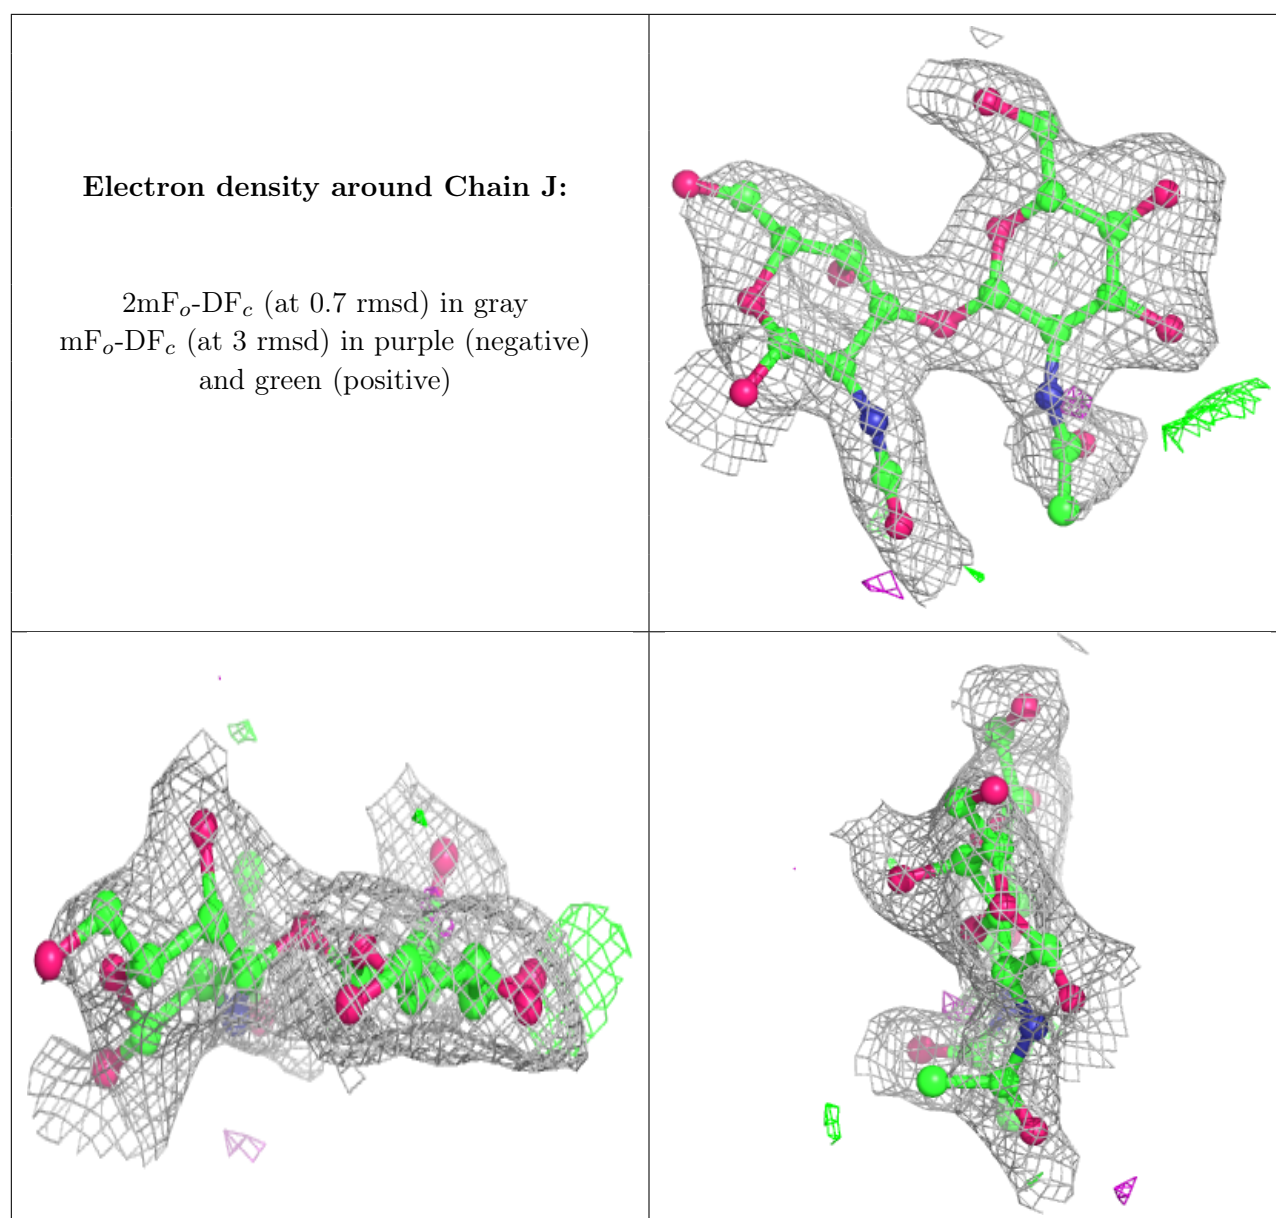 Electron density around Chain J:
2mFₒ-DF𝒸 (at 0.7 rmsd) in gray
mFₒ-DF𝒸 (at 3 rmsd) in purple (negative)
and green (positive)